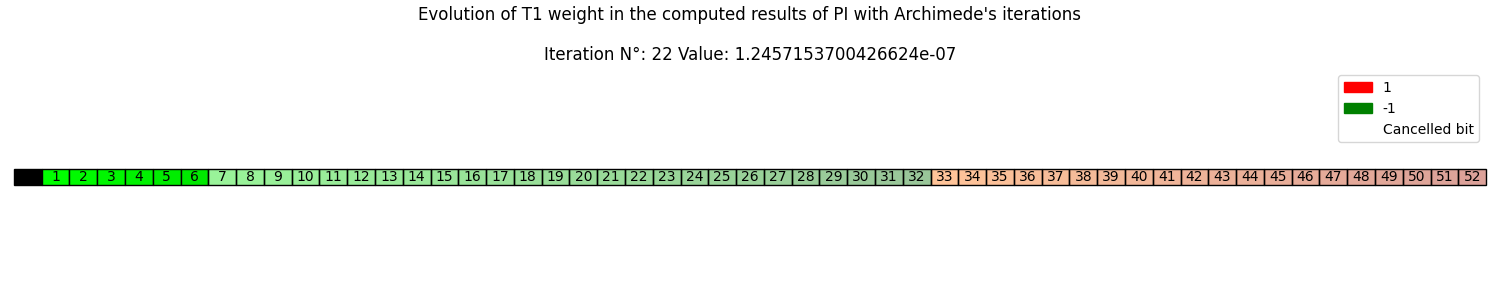 Evolution of T1 weight in the computed results of PI with Archimede's iterations
Iteration N°: 22 Value: 1.2457153700426624e-07
1
-1
Cancelled bit
1 2 3 4 5 6 7 8 9 10 11 12 13 14 15 16 17 18 19 20 21 22 23 24 25 26 27 28 29 30 31 32 33 34 35 36 37 38 39 40 41 42 43 44 45 46 47 48 49 50 51 52